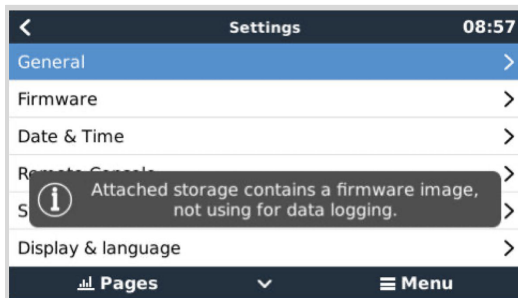 Settings
08:57
General
Firmware
Date & Time
Attached storage contains a firmware image,
not using for data logging.
S
Display & language
Pages
Menu